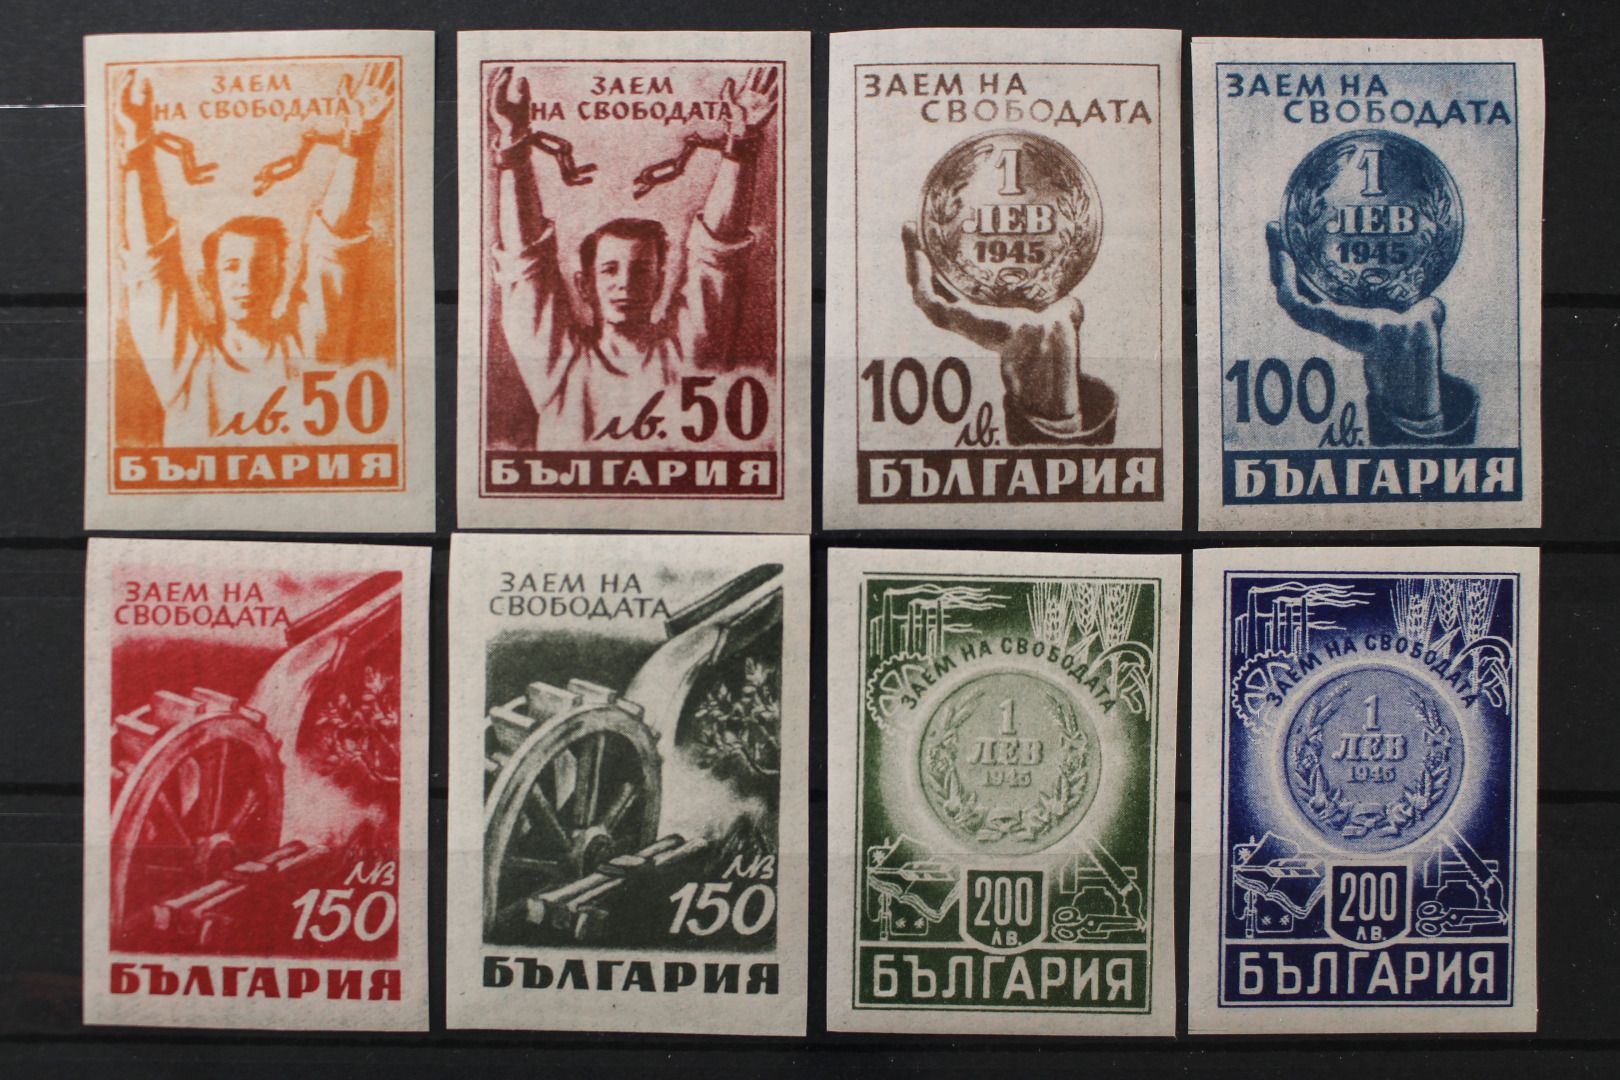 ЗАЕМ
НА СВОБОДАТА
лв. 50
БЪЛГАРИЯ
ЗАЕМ
НА СВОБОДАТА
лв. 50
БЪЛГАРИЯ
ЗАЕМ НА
СВОБОДАТА
1
ЛЕВ
1945
100 лв.
БЪЛГАРИЯ
ЗАЕМ НА
СВОБОДАТА
1
ЛЕВ
1945
100 лв.
БЪЛГАРИЯ
ЗАЕМ НА
СВОБОДАТА
ЛВ
150
БЪЛГАРИЯ
ЗАЕМ НА
СВОБОДАТА
ЛВ
150
БЪЛГАРИЯ
ЗАЕМ НА СВОБОДАТА
1
ЛЕВ
1945
200
ЛВ.
БЪЛГАРИЯ
ЗАЕМ НА СВОБОДАТА
1
ЛЕВ
1945
200
ЛВ.
БЪЛГАРИЯ